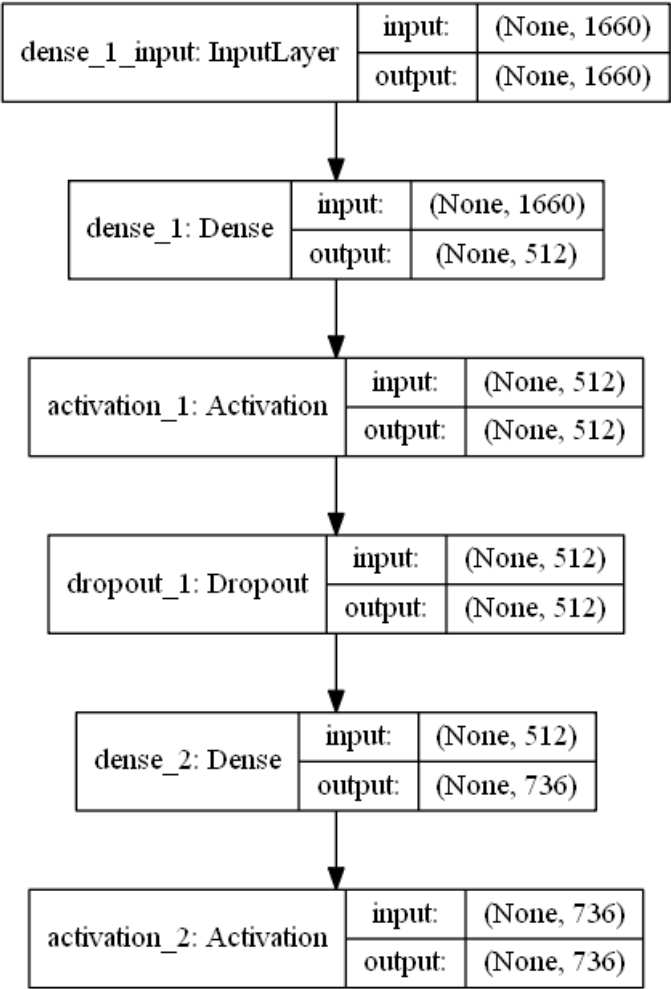 dense_1_input: InputLayer
input: (None, 1660)
output: (None, 1660)
dense_1: Dense
input: (None, 1660)
output: (None, 512)
activation_1: Activation
input: (None, 512)
output: (None, 512)
dropout_1: Dropout
input: (None, 512)
output: (None, 512)
dense_2: Dense
input: (None, 512)
output: (None, 736)
activation_2: Activation
input: (None, 736)
output: (None, 736)